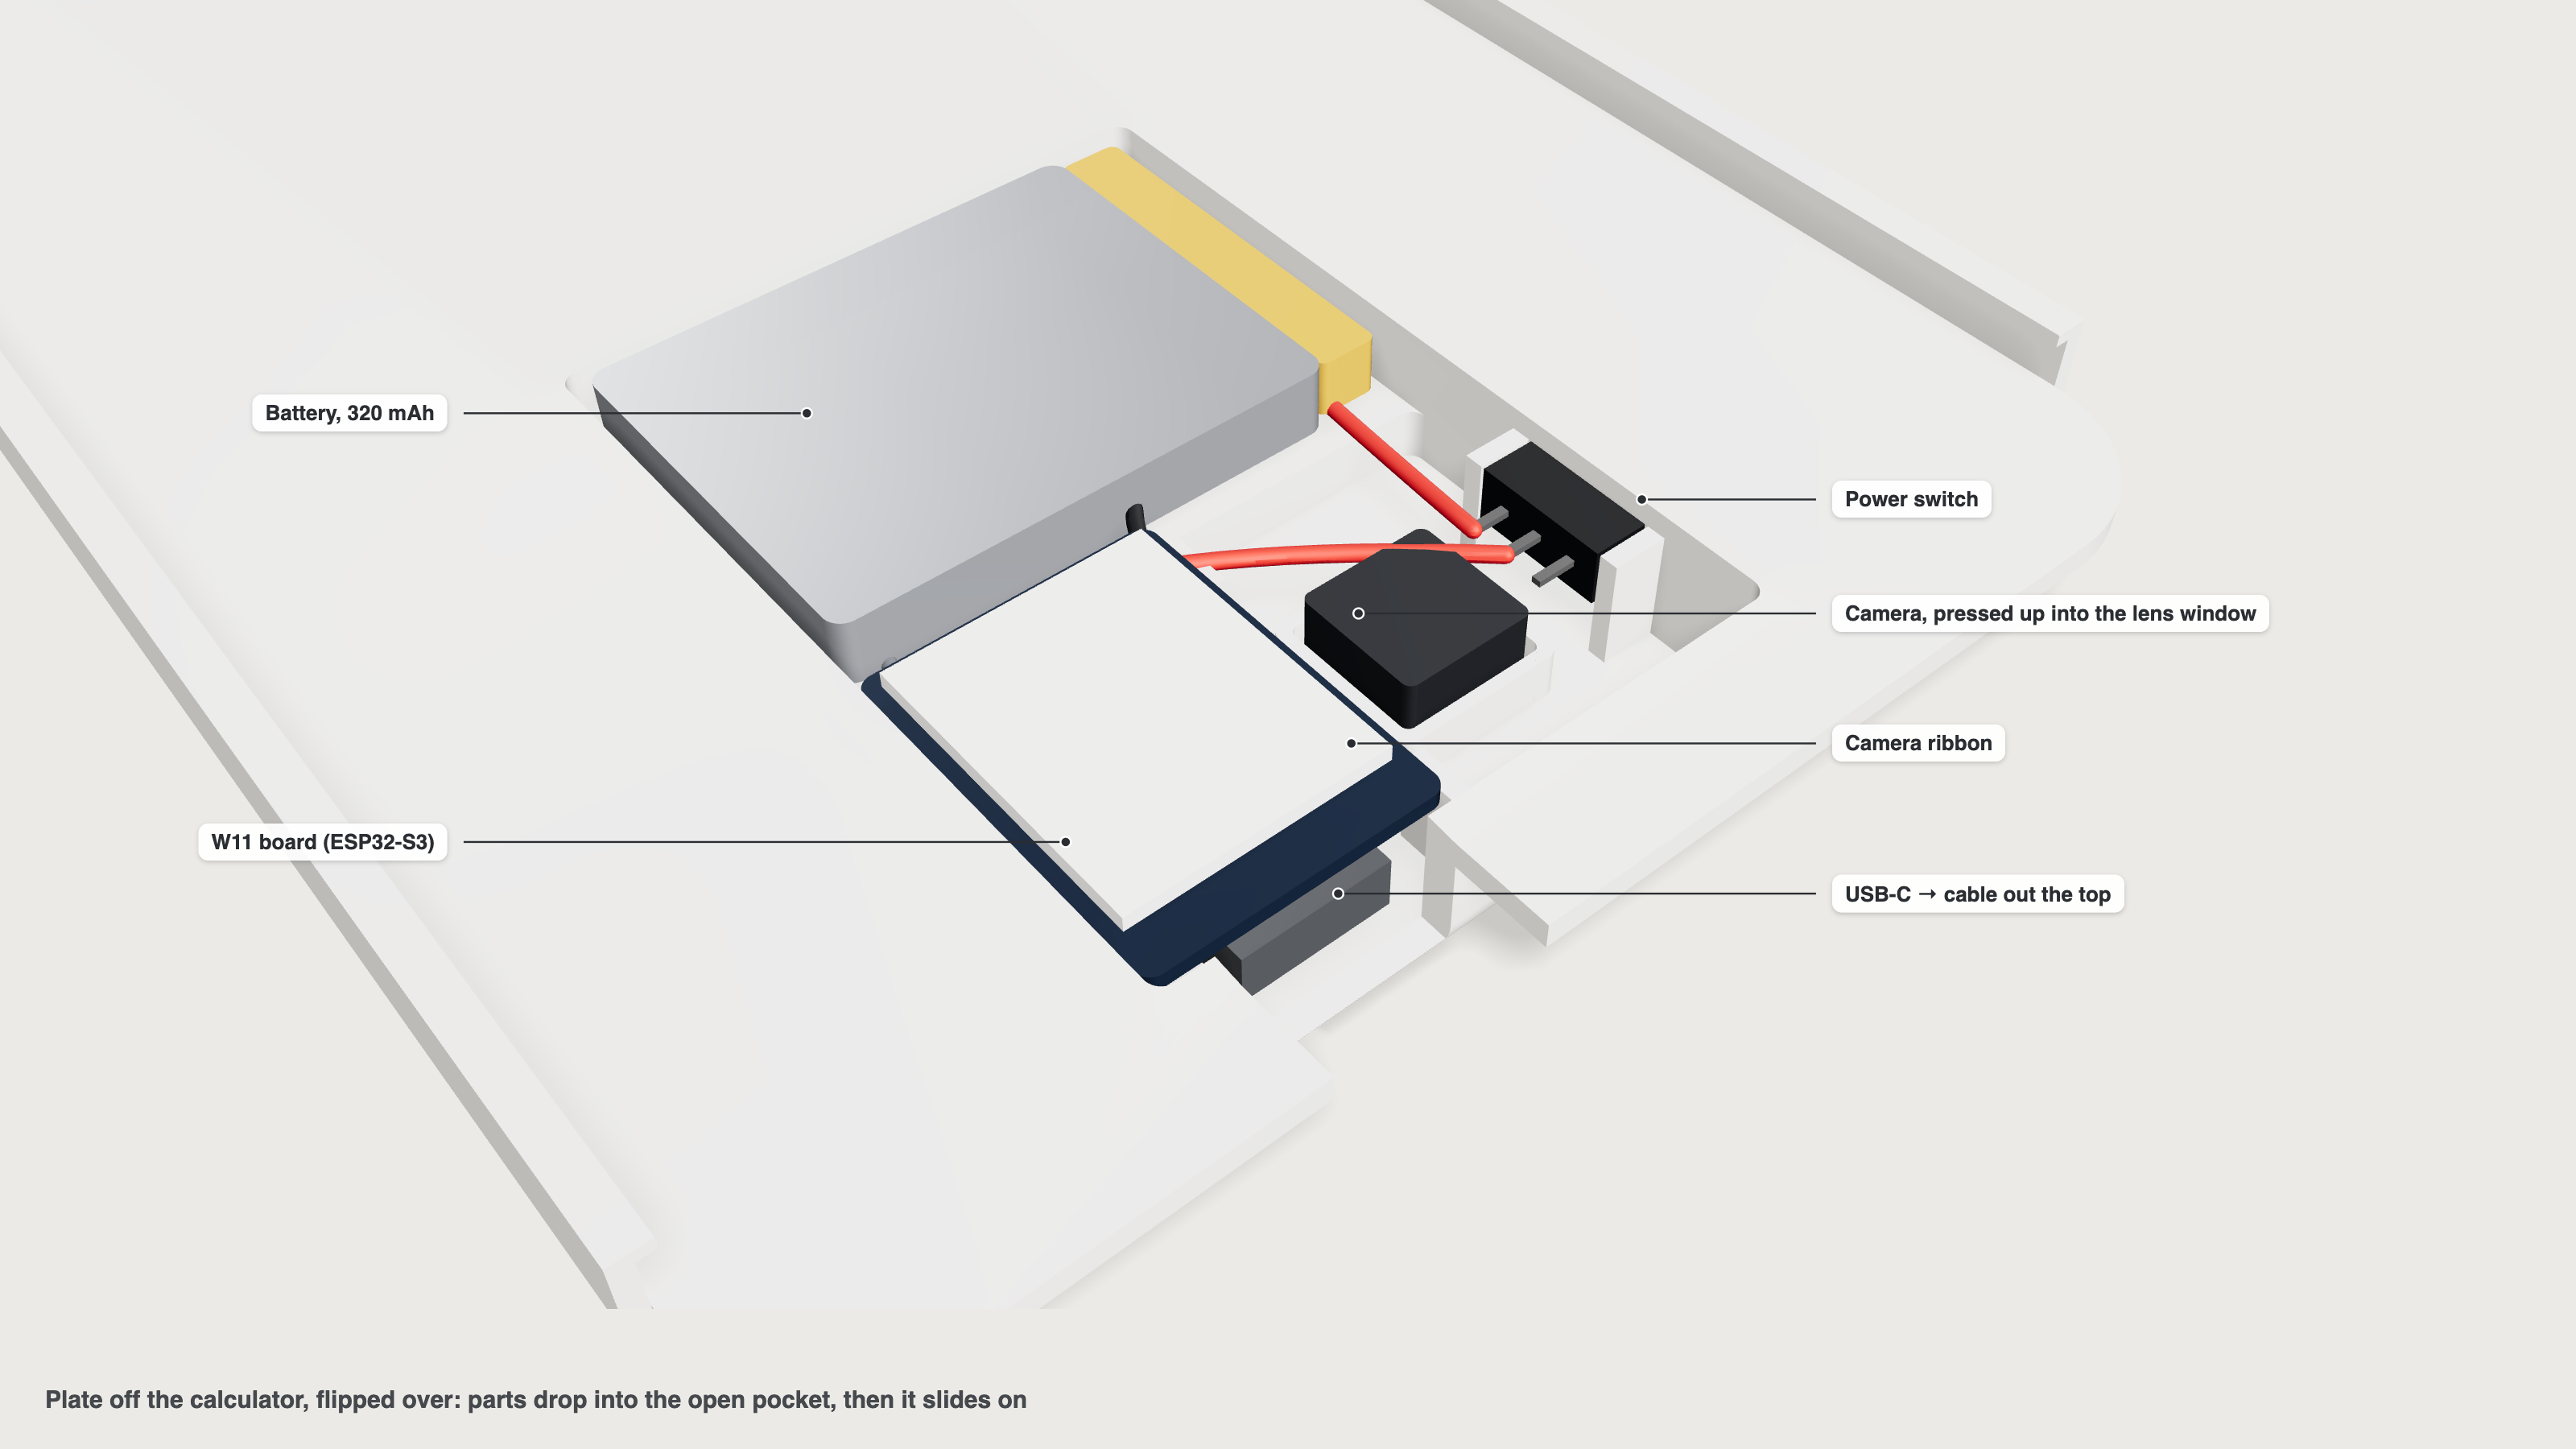 Battery, 320 mAh
Power switch
Camera, pressed up into the lens window
Camera ribbon
W11 board (ESP32-S3)
USB-C → cable out the top
Plate off the calculator, flipped over: parts drop into the open pocket, then it slides on